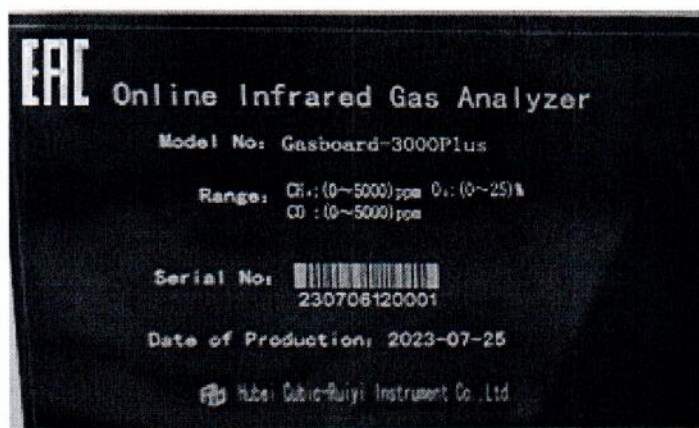 EAC
Online Infrared Gas Analyzer
Model No: Gasboard-3000Plus
Range: CH₄:(0~5000)ppm O₂:(0~25)%
CO :(0~5000)ppm
Serial No:
230706120001
Date of Production: 2023-07-25
Hubei Cubic-Ruiyi Instrument Co.,Ltd